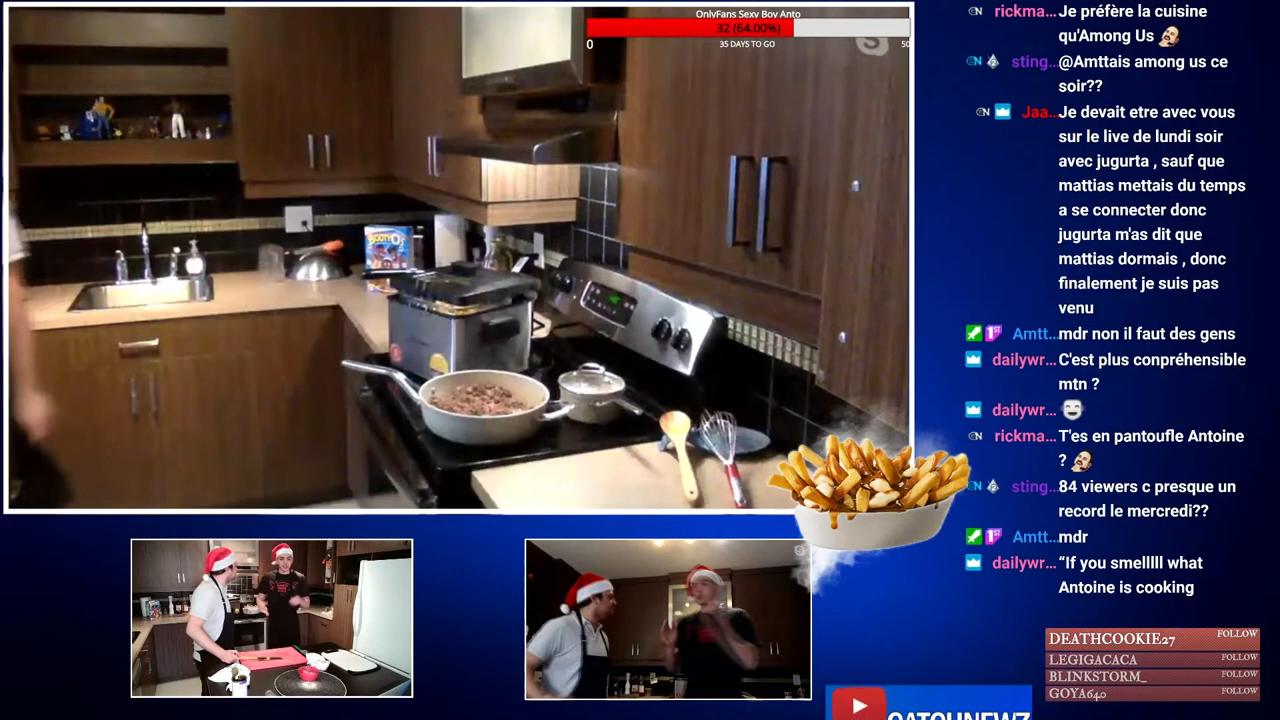 OnlyFans Sexy Boy Anto
32 (64.00%)
0
35 DAYS TO GO
50
rickma...Je préfère la cuisine
qu'Among Us
sting...@Amttais among us ce
soir??
Jaa...Je devait etre avec vous
sur le live de lundi soir
avec jugurta , sauf que
mattias mettais du temps
a se connecter donc
jugurta m'as dit que
mattias dormais , donc
finalement je suis pas
venu
Amtt...mdr non il faut des gens
dailywr...C'est plus conpréhensible
mtn ?
dailywr...
rickma...T'es en pantoufle Antoine
?
sting...84 viewers c presque un
record le mercredi??
Amtt...mdr
dailywr...“If you smelllll what
Antoine is cooking
DEATHCOOKIE27 FOLLOW
LEGIGACACA FOLLOW
BLINKSTORM_ FOLLOW
GOYA640 FOLLOW